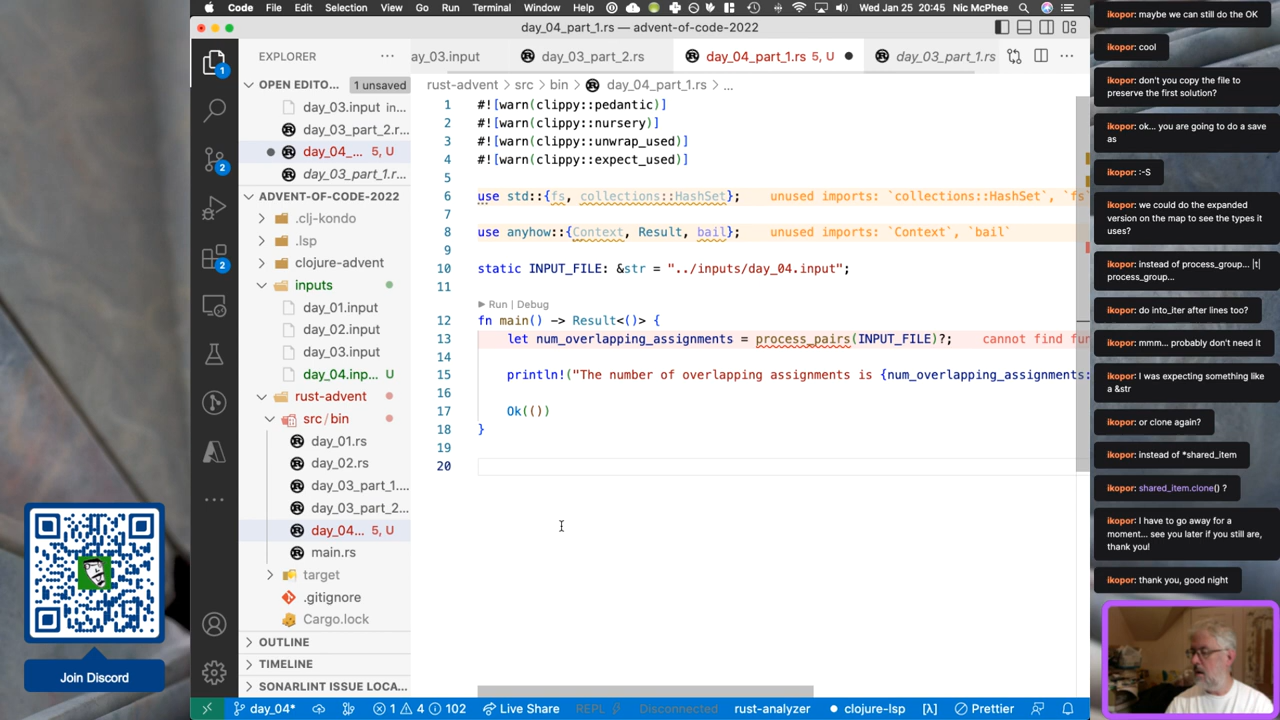 Code File Edit Selection View Go Run Terminal Window Help Wed Jan 25 20:45 Nic McPhee
day_04_part_1.rs — advent-of-code-2022
EXPLORER
ay_03.input day_03_part_2.rs day_04_part_1.rs 5, U day_03_part_1.rs
OPEN EDITO... 1 unsaved
day_03.input in...
day_03_part_2.r...
day_04_... 5, U
day_03_part_1.r...
ADVENT-OF-CODE-2022
.clj-kondo
.lsp
clojure-advent
inputs
day_01.input
day_02.input
day_03.input
day_04.inp... U
rust-advent
src/bin
day_01.rs
day_02.rs
day_03_part_1....
day_03_part_2...
day_04... 5, U
main.rs
target
.gitignore
Cargo.lock
OUTLINE
TIMELINE
SONARLINT ISSUE LOCA...
1
2
2
rust-advent > src > bin > day_04_part_1.rs > ...
1 #![warn(clippy::pedantic)]
2 #![warn(clippy::nursery)]
3 #![warn(clippy::unwrap_used)]
4 #![warn(clippy::expect_used)]
5
6 use std::{fs, collections::HashSet}; unused imports: `collections::HashSet`, `fs`
7
8 use anyhow::{Context, Result, bail}; unused imports: `Context`, `bail`
9
10 static INPUT_FILE: &str = "../inputs/day_04.input";
11
Run | Debug
12 fn main() -> Result<()> {
13 let num_overlapping_assignments = process_pairs(INPUT_FILE)?; cannot find fun
14
15 println!("The number of overlapping assignments is {num_overlapping_assignments:
16
17 Ok(())
18 }
19
20
day_04* 1 4 102 Live Share REPL Disconnected rust-analyzer clojure-lsp [λ] Prettier
Join Discord
ikopor: maybe we can still do the OK
ikopor: cool
ikopor: don't you copy the file to
preserve the first solution?
ikopor: ok... you are going to do a save
as
ikopor: :-S
ikopor: we could do the expanded
version on the map to see the types it
uses?
ikopor: instead of process_group... |t|
process_group...
ikopor: do into_iter after lines too?
ikopor: mmm... probably don't need it
ikopor: I was expecting something like
a &str
ikopor: or clone again?
ikopor: instead of *shared_item
ikopor: shared_item.clone() ?
ikopor: I have to go away for a
moment... see you later if you still are,
thank you!
ikopor: thank you, good night